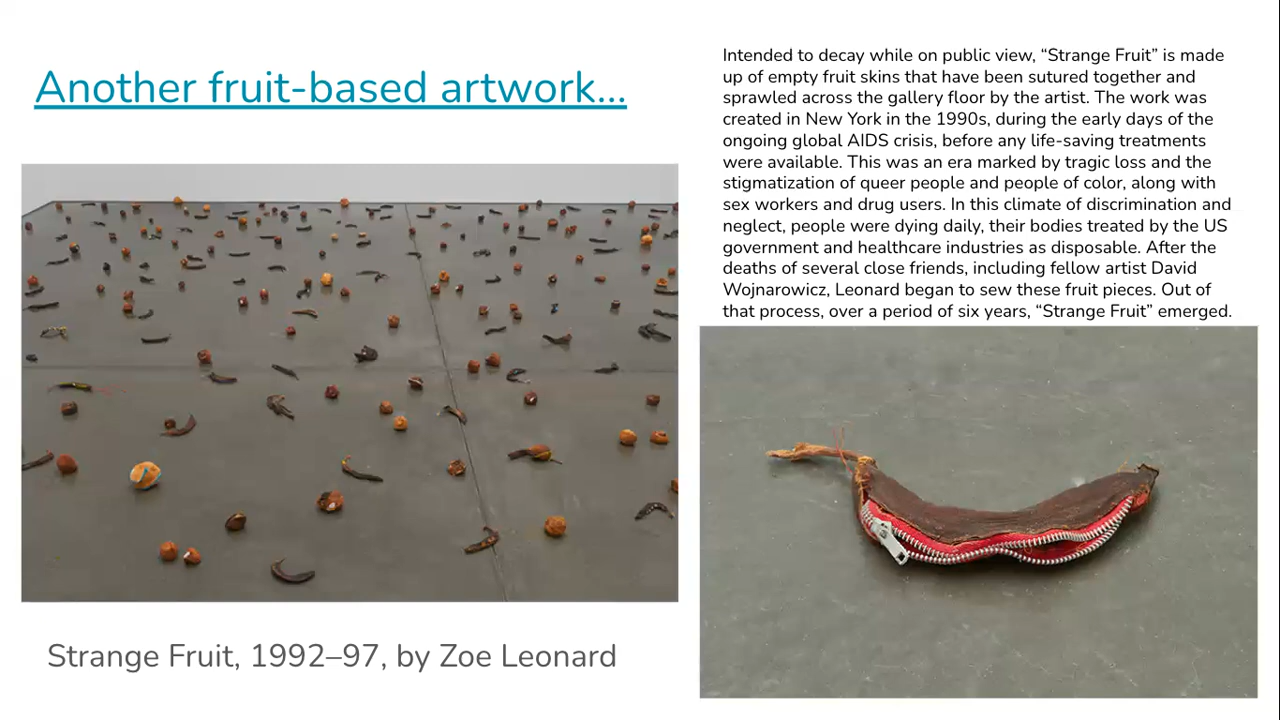 Another fruit-based artwork...
Intended to decay while on public view, “Strange Fruit” is made
up of empty fruit skins that have been sutured together and
sprawled across the gallery floor by the artist. The work was
created in New York in the 1990s, during the early days of the
ongoing global AIDS crisis, before any life-saving treatments
were available. This was an era marked by tragic loss and the
stigmatization of queer people and people of color, along with
sex workers and drug users. In this climate of discrimination and
neglect, people were dying daily, their bodies treated by the US
government and healthcare industries as disposable. After the
deaths of several close friends, including fellow artist David
Wojnarowicz, Leonard began to sew these fruit pieces. Out of
that process, over a period of six years, “Strange Fruit” emerged.
Strange Fruit, 1992–97, by Zoe Leonard